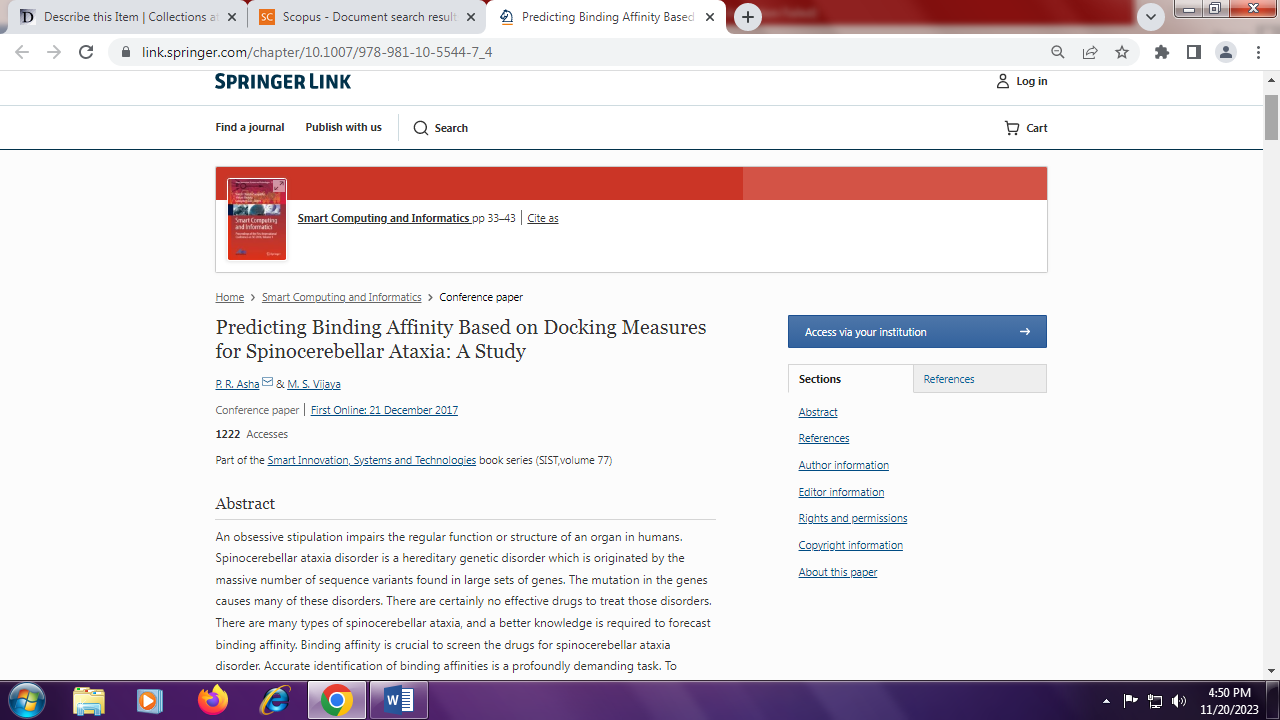 Describe this Item | Collections at
Scopus - Document search result
Predicting Binding Affinity Based
link.springer.com/chapter/10.1007/978-981-10-5544-7_4
SPRINGER LINK
Log in
Find a journal
Publish with us
Search
Cart
Smart Computing and Informatics
Smart Computing and Informatics pp 33–43 | Cite as
Home > Smart Computing and Informatics > Conference paper
Predicting Binding Affinity Based on Docking Measures
for Spinocerebellar Ataxia: A Study
P. R. Asha & M. S. Vijaya
Conference paper | First Online: 21 December 2017
1222 Accesses
Part of the Smart Innovation, Systems and Technologies book series (SIST,volume 77)
Abstract
An obsessive stipulation impairs the regular function or structure of an organ in humans.
Spinocerebellar ataxia disorder is a hereditary genetic disorder which is originated by the
massive number of sequence variants found in large sets of genes. The mutation in the genes
causes many of these disorders. There are certainly no effective drugs to treat those disorders.
There are many types of spinocerebellar ataxia, and a better knowledge is required to forecast
binding affinity. Binding affinity is crucial to screen the drugs for spinocerebellar ataxia
disorder. Accurate identification of binding affinities is a profoundly demanding task. To
Access via your institution
Sections
References
Abstract
References
Author information
Editor information
Rights and permissions
Copyright information
About this paper
4:50 PM
11/20/2023